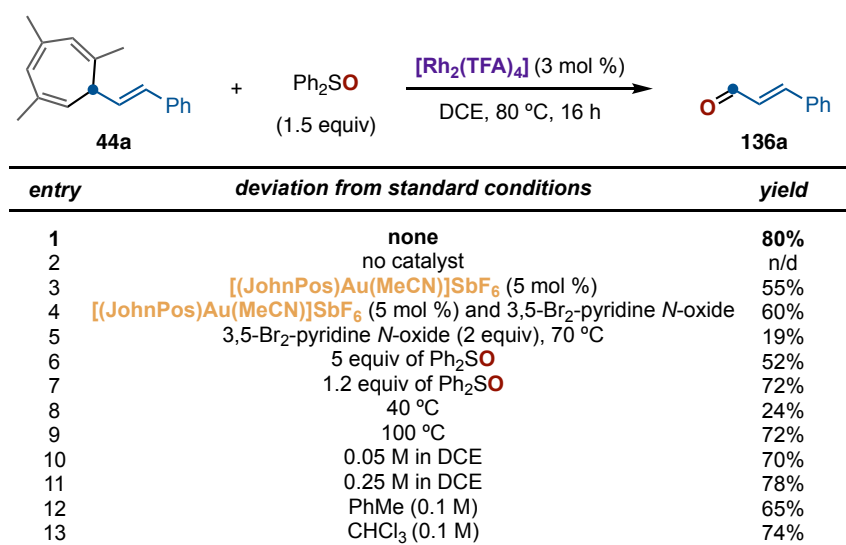 Ph
44a
+
Ph₂SO
(1.5 equiv)
[Rh₂(TFA)₄] (3 mol %)
DCE, 80 ºC, 16 h
O
Ph
136a
entry deviation from standard conditions yield
1 none 80%
2 no catalyst n/d
3 [(JohnPos)Au(MeCN)]SbF₆ (5 mol %) 55%
4 [(JohnPos)Au(MeCN)]SbF₆ (5 mol %) and 3,5-Br₂-pyridine N-oxide 60%
5 3,5-Br₂-pyridine N-oxide (2 equiv), 70 ºC 19%
6 5 equiv of Ph₂SO 52%
7 1.2 equiv of Ph₂SO 72%
8 40 ºC 24%
9 100 ºC 72%
10 0.05 M in DCE 70%
11 0.25 M in DCE 78%
12 PhMe (0.1 M) 65%
13 CHCl₃ (0.1 M) 74%